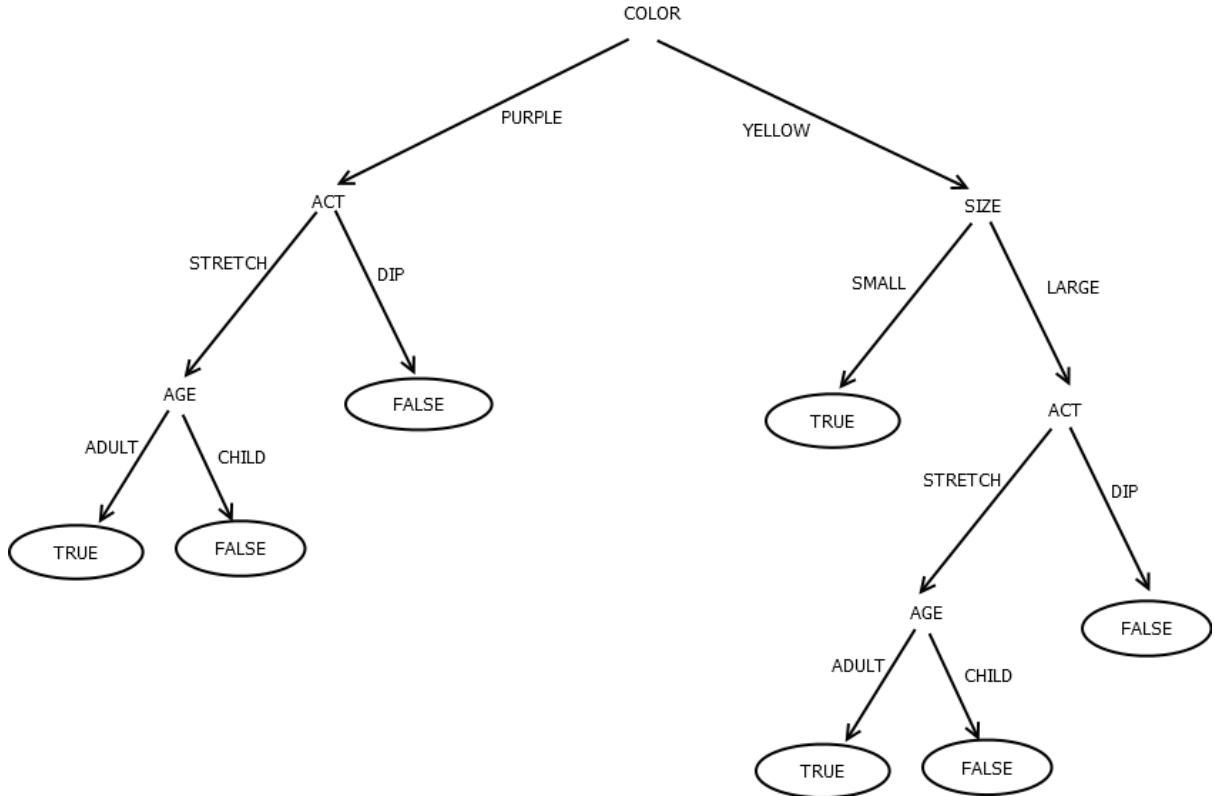 COLOR
PURPLE
YELLOW
ACT
SIZE
STRETCH
DIP
SMALL
LARGE
AGE
FALSE
TRUE
ACT
ADULT
CHILD
STRETCH
DIP
TRUE
FALSE
AGE
FALSE
ADULT
CHILD
TRUE
FALSE